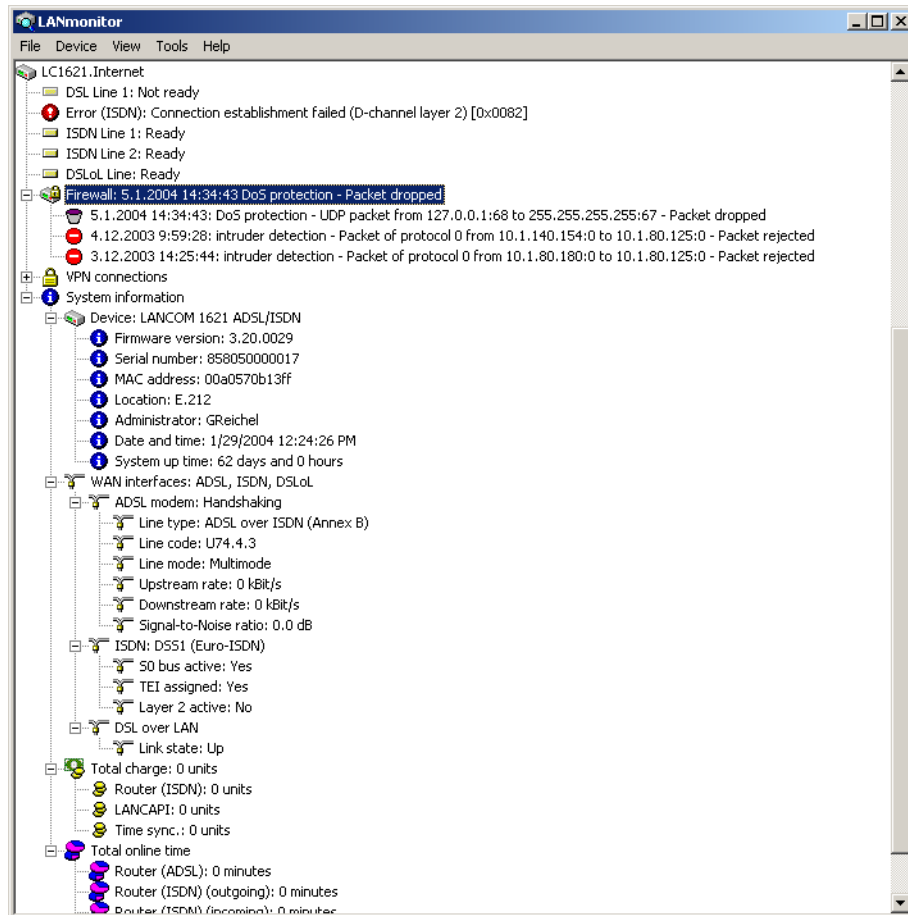 LANmonitor
File Device View Tools Help
LC1621.Internet
DSL Line 1: Not ready
Error (ISDN): Connection establishment failed (D-channel layer 2) [0x0082]
ISDN Line 1: Ready
ISDN Line 2: Ready
DSLoL Line: Ready
Firewall: 5.1.2004 14:34:43 DoS protection - Packet dropped
5.1.2004 14:34:43: DoS protection - UDP packet from 127.0.0.1:68 to 255.255.255.255:67 - Packet dropped
4.12.2003 9:59:28: intruder detection - Packet of protocol 0 from 10.1.140.154:0 to 10.1.80.125:0 - Packet rejected
3.12.2003 14:25:44: intruder detection - Packet of protocol 0 from 10.1.80.180:0 to 10.1.80.125:0 - Packet rejected
VPN connections
System information
Device: LANCOM 1621 ADSL/ISDN
Firmware version: 3.20.0029
Serial number: 858050000017
MAC address: 00a0570b13ff
Location: E.212
Administrator: GReichel
Date and time: 1/29/2004 12:24:26 PM
System up time: 62 days and 0 hours
WAN interfaces: ADSL, ISDN, DSLoL
ADSL modem: Handshaking
Line type: ADSL over ISDN (Annex B)
Line code: U74.4.3
Line mode: Multimode
Upstream rate: 0 kBit/s
Downstream rate: 0 kBit/s
Signal-to-Noise ratio: 0.0 dB
ISDN: DSS1 (Euro-ISDN)
S0 bus active: Yes
TEI assigned: Yes
Layer 2 active: No
DSL over LAN
Link state: Up
Total charge: 0 units
Router (ISDN): 0 units
LANCAPI: 0 units
Time sync.: 0 units
Total online time
Router (ADSL): 0 minutes
Router (ISDN) (outgoing): 0 minutes
Router (ISDN) (incoming): 0 minutes